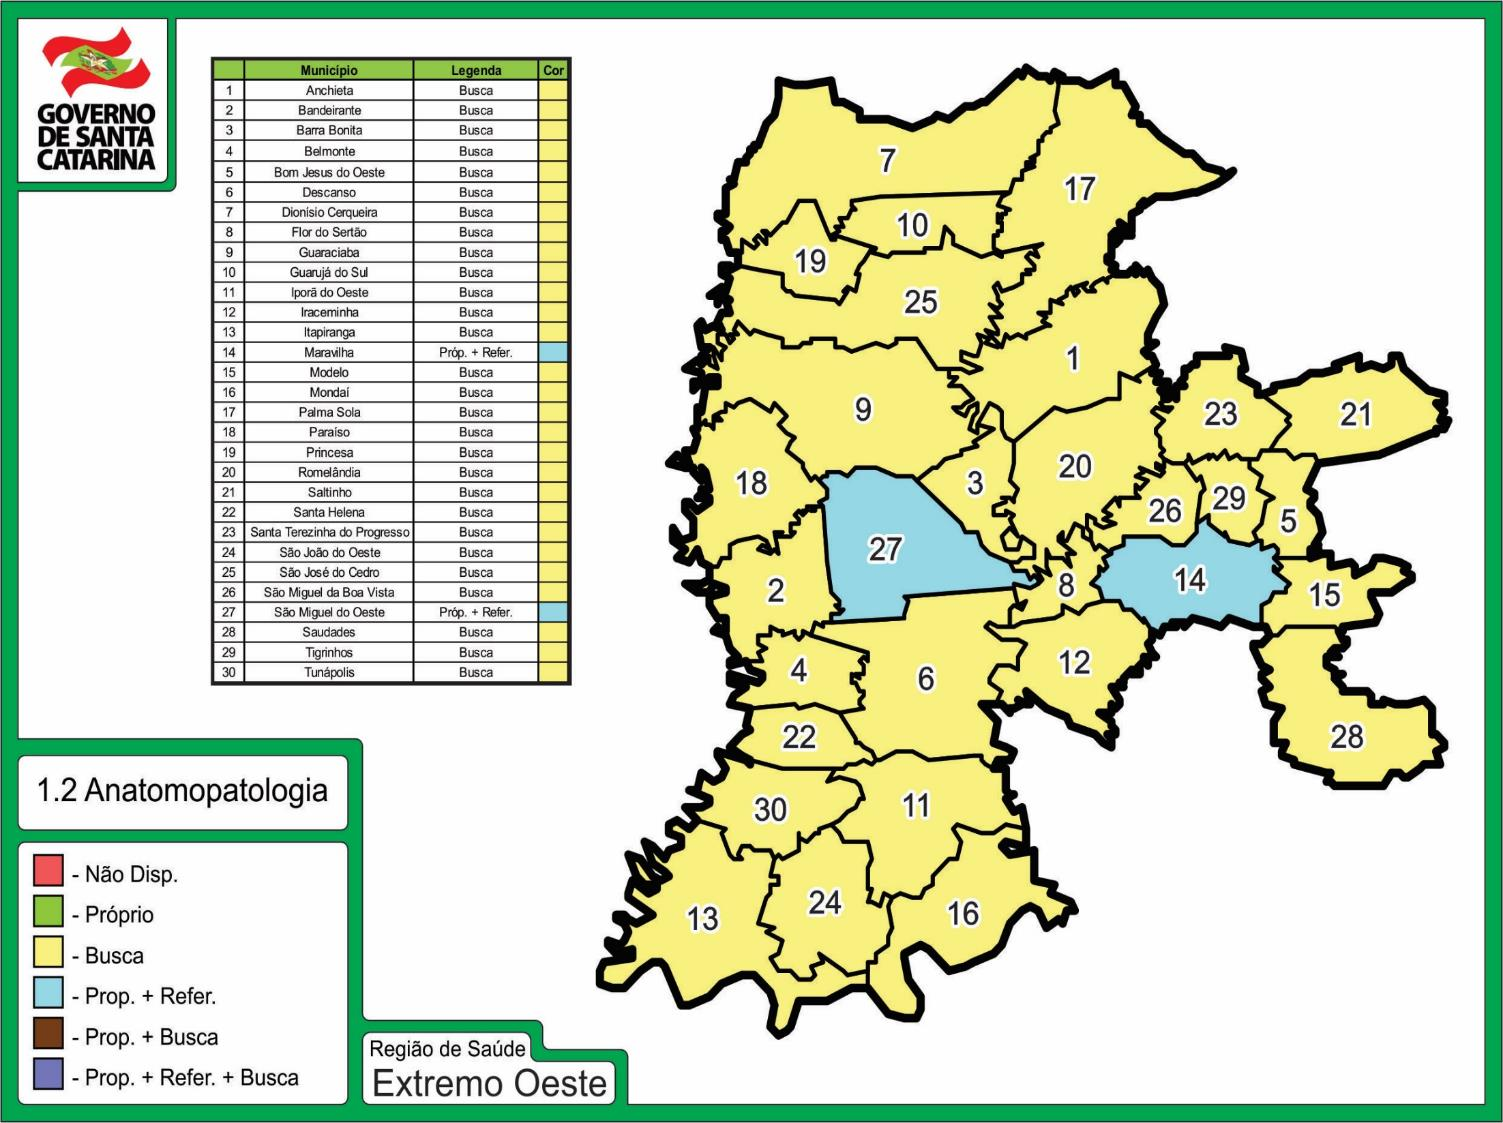 GOVERNO
DE SANTA
CATARINA
Município Legenda Cor
1 Anchieta Busca
2 Bandeirante Busca
3 Barra Bonita Busca
4 Belmonte Busca
5 Bom Jesus do Oeste Busca
6 Descanso Busca
7 Dionísio Cerqueira Busca
8 Flor do Sertão Busca
9 Guaraciaba Busca
10 Guarujá do Sul Busca
11 Iporã do Oeste Busca
12 Iraceminha Busca
13 Itapiranga Busca
14 Maravilha Próp. + Refer.
15 Modelo Busca
16 Mondaí Busca
17 Palma Sola Busca
18 Paraíso Busca
19 Princesa Busca
20 Romelândia Busca
21 Saltinho Busca
22 Santa Helena Busca
23 Santa Terezinha do Progresso Busca
24 São João do Oeste Busca
25 São José do Cedro Busca
26 São Miguel da Boa Vista Busca
27 São Miguel do Oeste Próp. + Refer.
28 Saudades Busca
29 Tigrinhos Busca
30 Tunápolis Busca
7
17
10
19
25
1
9
23
21
18
3
20
26
29
5
27
2
8
14
15
4
6
12
22
28
30
11
13
24
16
1.2 Anatomopatologia
- Não Disp.
- Próprio
- Busca
- Prop. + Refer.
- Prop. + Busca
- Prop. + Refer. + Busca
Região de Saúde
Extremo Oeste